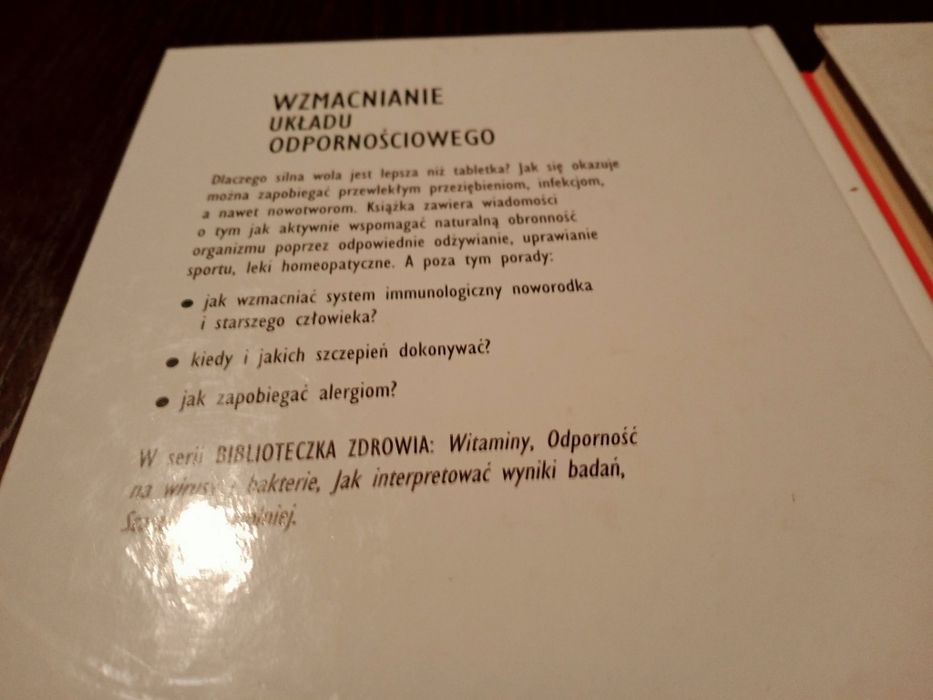 WZMACNIANIE
UKŁADU
ODPORNOŚCIOWEGO
Dlaczego silna wola jest lepsza niż tabletka? Jak się okazuje
można zapobiegać przewlekłym przeziębieniom, infekcjom,
a nawet nowotworom. Książka zawiera wiadomości
o tym jak aktywnie wspomagać naturalną obronność
organizmu poprzez odpowiednie odżywianie, uprawianie
sportu, leki homeopatyczne. A poza tym porady:
● jak wzmacniać system immunologiczny noworodka
i starszego człowieka?
● kiedy i jakich szczepień dokonywać?
● jak zapobiegać alergiom?
W serii BIBLIOTECZKA ZDROWIA: Witaminy, Odporność
na wirusy i bakterie, Jak interpretować wyniki badań,